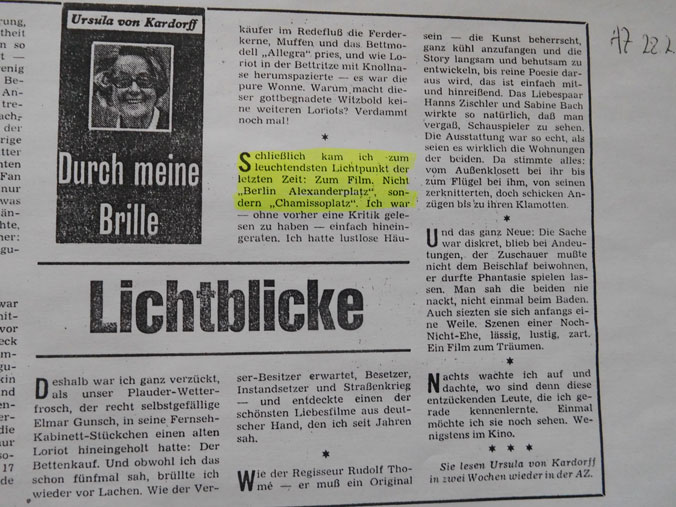 Ursula von Kardorff
Durch meine
Brille
Lichtblicke
Deshalb war ich ganz verzückt,
als unser Plauder-Wetter-
frosch, der recht selbstgefällige
Elmar Gunsch, in seine Fernseh-
Kabinett-Stückchen einen alten
Loriot hineingeholt hatte: Der
Bettenkauf. Und obwohl ich das
schon fünfmal sah, brüllte ich
wieder vor Lachen. Wie der Ver-
käufer im Redefluß die Ferder-
kerne, Muffen und das Bettmo-
dell „Allegra" pries, und wie Lo-
riot in der Bettritze mit Knollna-
se herumspazierte — es war die
pure Wonne. Warum macht die-
ser gottbegnadete Witzbold kei-
ne weiteren Loriots? Verdammt
noch mal!
*
Schließlich kam ich zum
leuchtendsten Lichtpunkt der
letzten Zeit: Zum Film. Nicht
„Berlin Alexanderplatz", son-
dern „Chamissoplatz". Ich war
— ohne vorher eine Kritik gele-
sen zu haben — einfach hinein-
geraten. Ich hatte lustlose Häu-
ser-Besitzer erwartet, Besetzer,
Instandsetzer und Straßenkrieg
— und entdeckte einen der
schönsten Liebesfilme aus deut-
scher Hand, den ich seit Jahren
sah.
*
Wie der Regisseur Rudolf Tho-
mé — er muß ein Original
sein — die Kunst beherrscht,
ganz kühl anzufangen und die
Story langsam und behutsam zu
entwickeln, bis reine Poesie dar-
aus wird, das ist einfach mit-
und hinreißend. Das Liebespaar
Hanns Zischler und Sabine Bach
wirkte so natürlich, daß man
vergaß, Schauspieler zu sehen.
Die Ausstattung war so echt, als
seien es wirklich die Wohnungen
der beiden. Da stimmte alles:
vom Außenklosett bei ihr bis
zum Flügel bei ihm, von seinen
zerknitterten, doch schicken An-
zügen bis zu ihren Klamotten.
*
Und das ganz Neue: Die Sache
war diskret, blieb bei Andeu-
tungen, der Zuschauer mußte
nicht dem Beischlaf beiwohnen,
er durfte Phantasie spielen las-
sen. Man sah die beiden nie
nackt, nicht einmal beim Baden.
Auch siezten sie sich anfangs ei-
ne Weile. Szenen einer Noch-
Nicht-Ehe, lässig, lustig, zart.
Ein Film zum Träumen.
*
Nachts wachte ich auf und
dachte, wo sind denn diese
entzückenden Leute, die ich ge-
rade kennenlernte. Einmal
möchte ich sie noch sehen. We-
nigstens im Kino.
* * *
Sie lesen Ursula von Kardorff
in zwei Wochen wieder in der AZ.
AZ 22.2